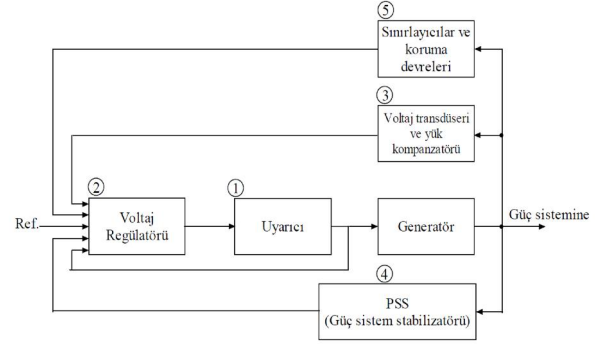 5
Sınırlayıcılar ve
koruma
devreleri
3
Voltaj transdüseri
ve yük
kompanzatörü
2
1
Ref.
Voltaj
Regülatörü
Uyarıcı
Generatör
Güç sistemine
4
PSS
(Güç sistem stabilizatörü)